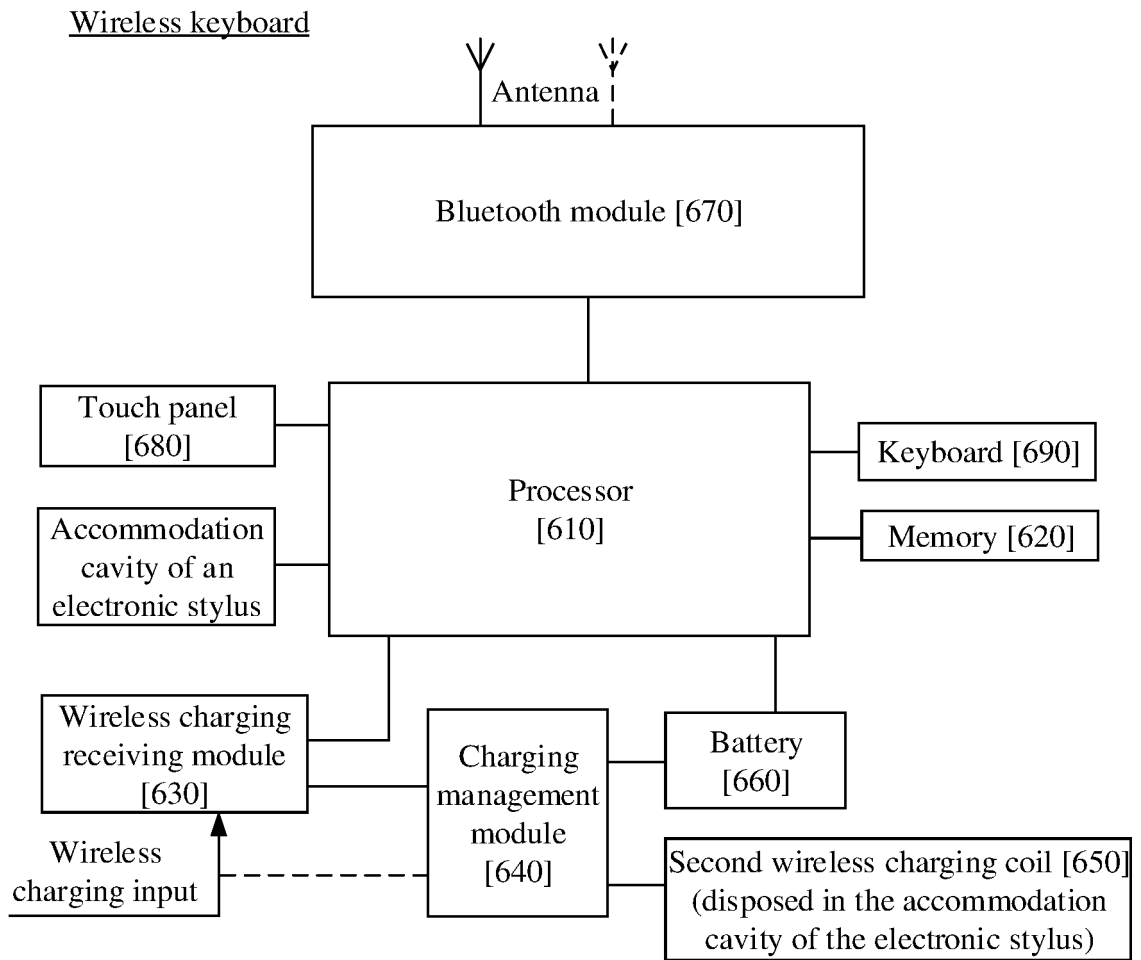 Wireless keyboard
Antenna
Bluetooth module [670]
Touch panel
[680]
Processor
[610]
Keyboard [690]
Accommodation
cavity of an
electronic stylus
Memory [620]
Wireless charging
receiving module
[630]
Charging
management
module
[640]
Battery
[660]
Wireless
charging input
Second wireless charging coil [650]
(disposed in the accommodation
cavity of the electronic stylus)